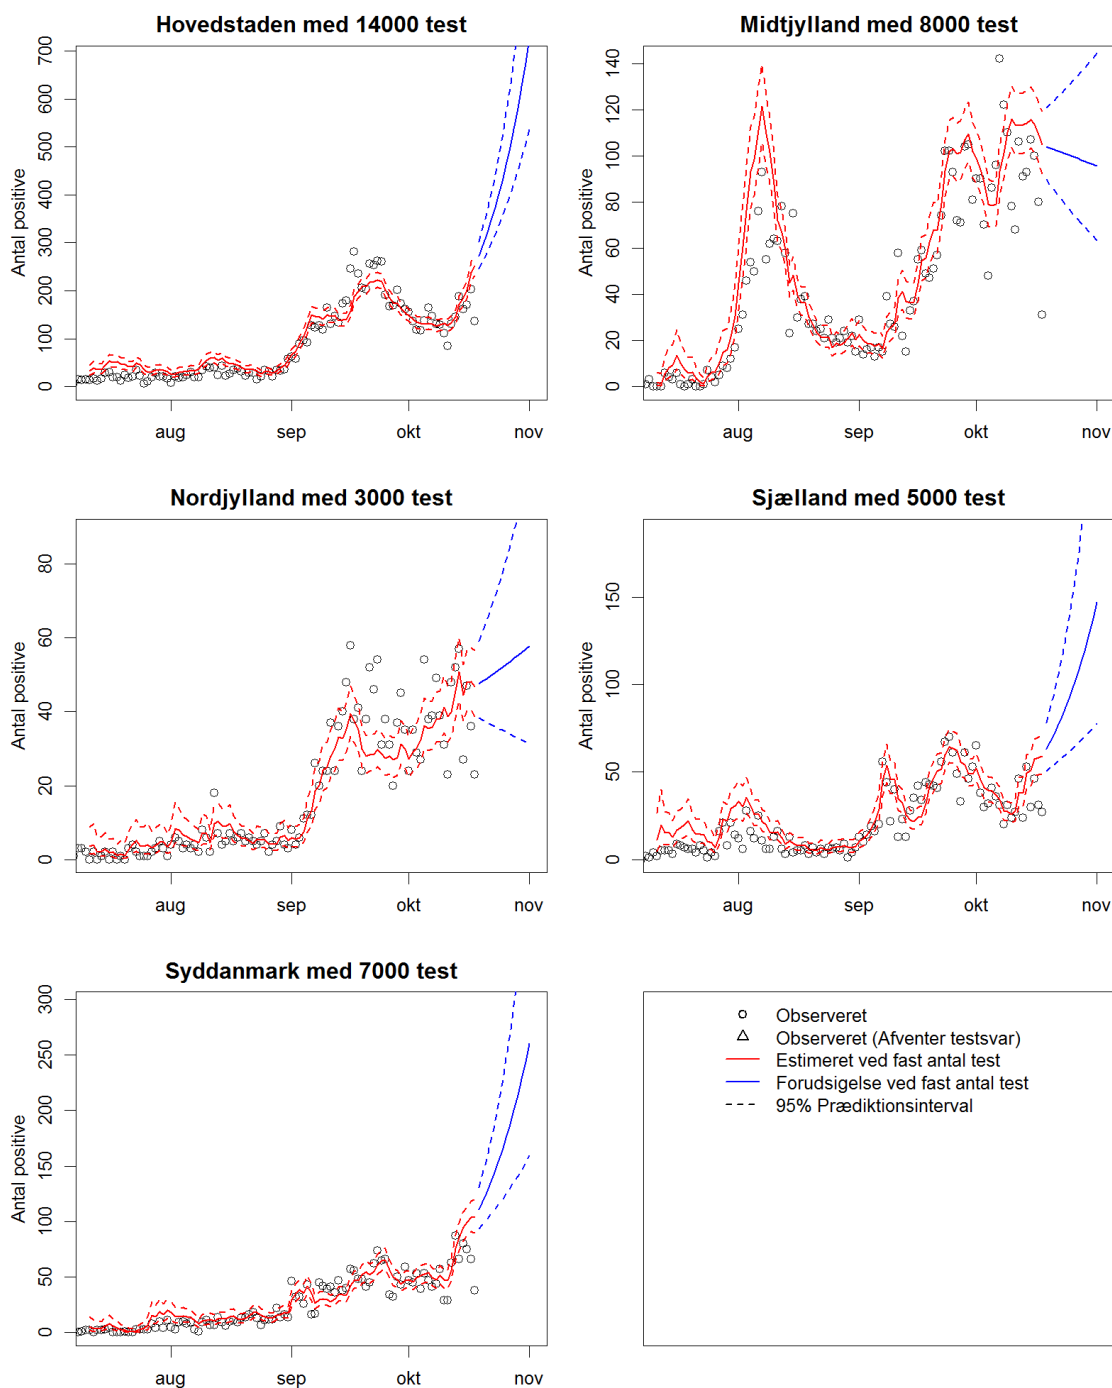 Hovedstaden med 14000 test
Antal positive
0 100 200 300 400 500 600 700
aug sep okt nov
Midtjylland med 8000 test
Antal positive
0 20 40 60 80 100 120 140
aug sep okt nov
Nordjylland med 3000 test
Antal positive
0 20 40 60 80
aug sep okt nov
Sjælland med 5000 test
Antal positive
0 50 100 150
aug sep okt nov
Syddanmark med 7000 test
Antal positive
0 50 100 150 200 250 300
aug sep okt nov
Observeret
Observeret (Afventer testsvar)
Estimeret ved fast antal test
Forudsigelse ved fast antal test
95% Prædiktionsinterval